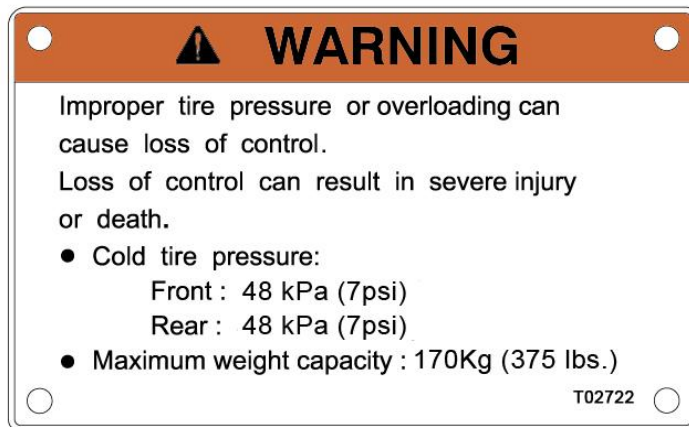 WARNING
Improper tire pressure or overloading can
cause loss of control.
Loss of control can result in severe injury
or death.
● Cold tire pressure:
Front : 48 kPa (7psi)
Rear : 48 kPa (7psi)
● Maximum weight capacity : 170Kg (375 lbs.)
T02722